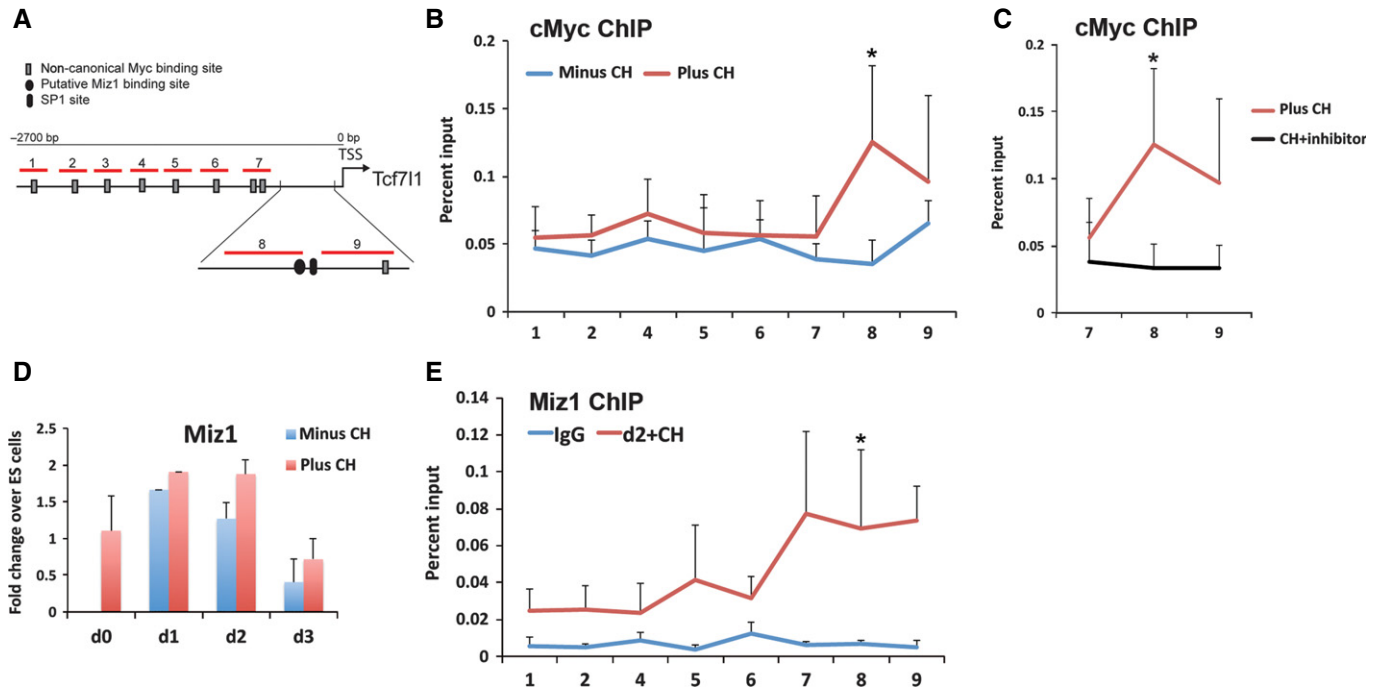 A
Non-canonical Myc binding site
Putative Miz1 binding site
SP1 site
–2700 bp
0 bp
TSS
1 2 3 4 5 6 7
Tcf7l1
8 9
B
cMyc ChIP
Minus CH Plus CH
*
Percent input
0.2
0.15
0.1
0.05
0
1 2 4 5 6 7 8 9
C
cMyc ChIP
*
Percent input
0.2
0.15
0.1
0.05
0
7 8 9
Plus CH
CH+inhibitor
D
Miz1
Minus CH
Plus CH
Fold change over ES cells
2.5
2
1.5
1
0.5
0
d0 d1 d2 d3
E
Miz1 ChIP
IgG d2+CH
*
Percent input
0.14
0.12
0.1
0.08
0.06
0.04
0.02
0
1 2 4 5 6 7 8 9